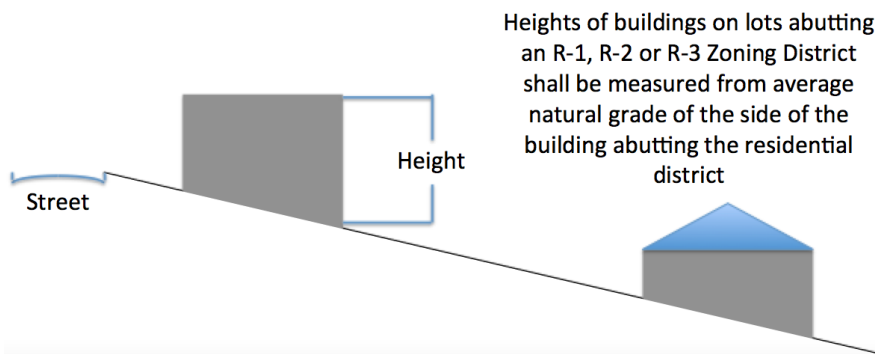 Heights of buildings on lots abutting
an R-1, R-2 or R-3 Zoning District
shall be measured from average
natural grade of the side of the
building abutting the residential
district
Height
Street